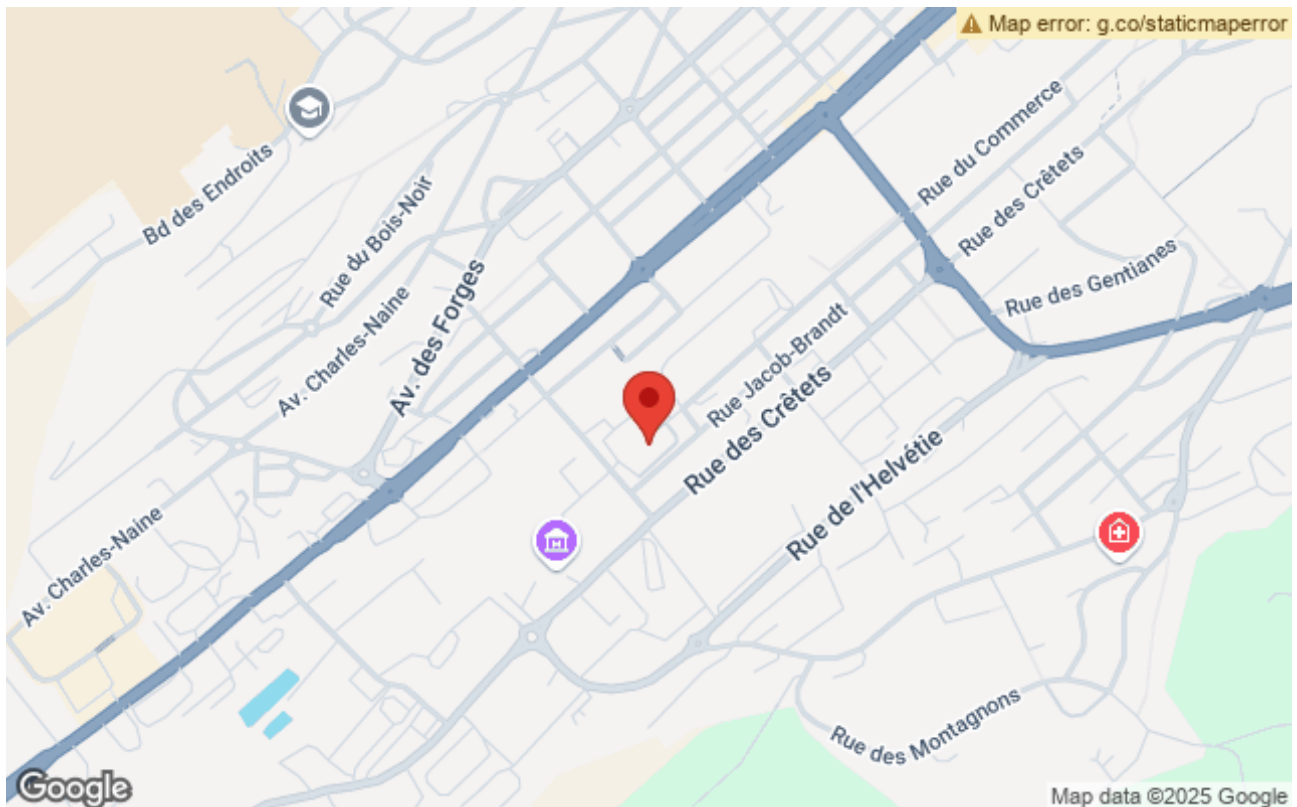 Map error: g.co/staticmaperror
Rue du Commerce
Bd des Endroits
Rue des Crêtets
Rue du Bois-Noir
Rue des Gentianes
Av. des Forges
Av. Charles-Naine
Rue Jacob-Brandt
Rue des Crêtets
Rue de l'Helvétie
Av. Charles-Naine
Rue des Montagnons
Google
Map data ©2025 Google